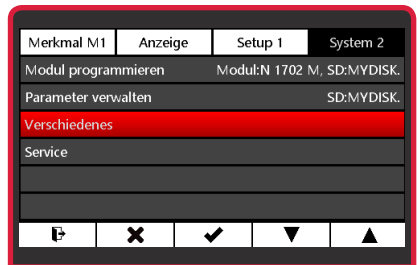 Merkmal M1 Anzeige Setup 1 System 2
Modul programmieren Modul:N 1702 M, SD:MYDISK.
Parameter verwalten SD:MYDISK.
Verschiedenes
Service